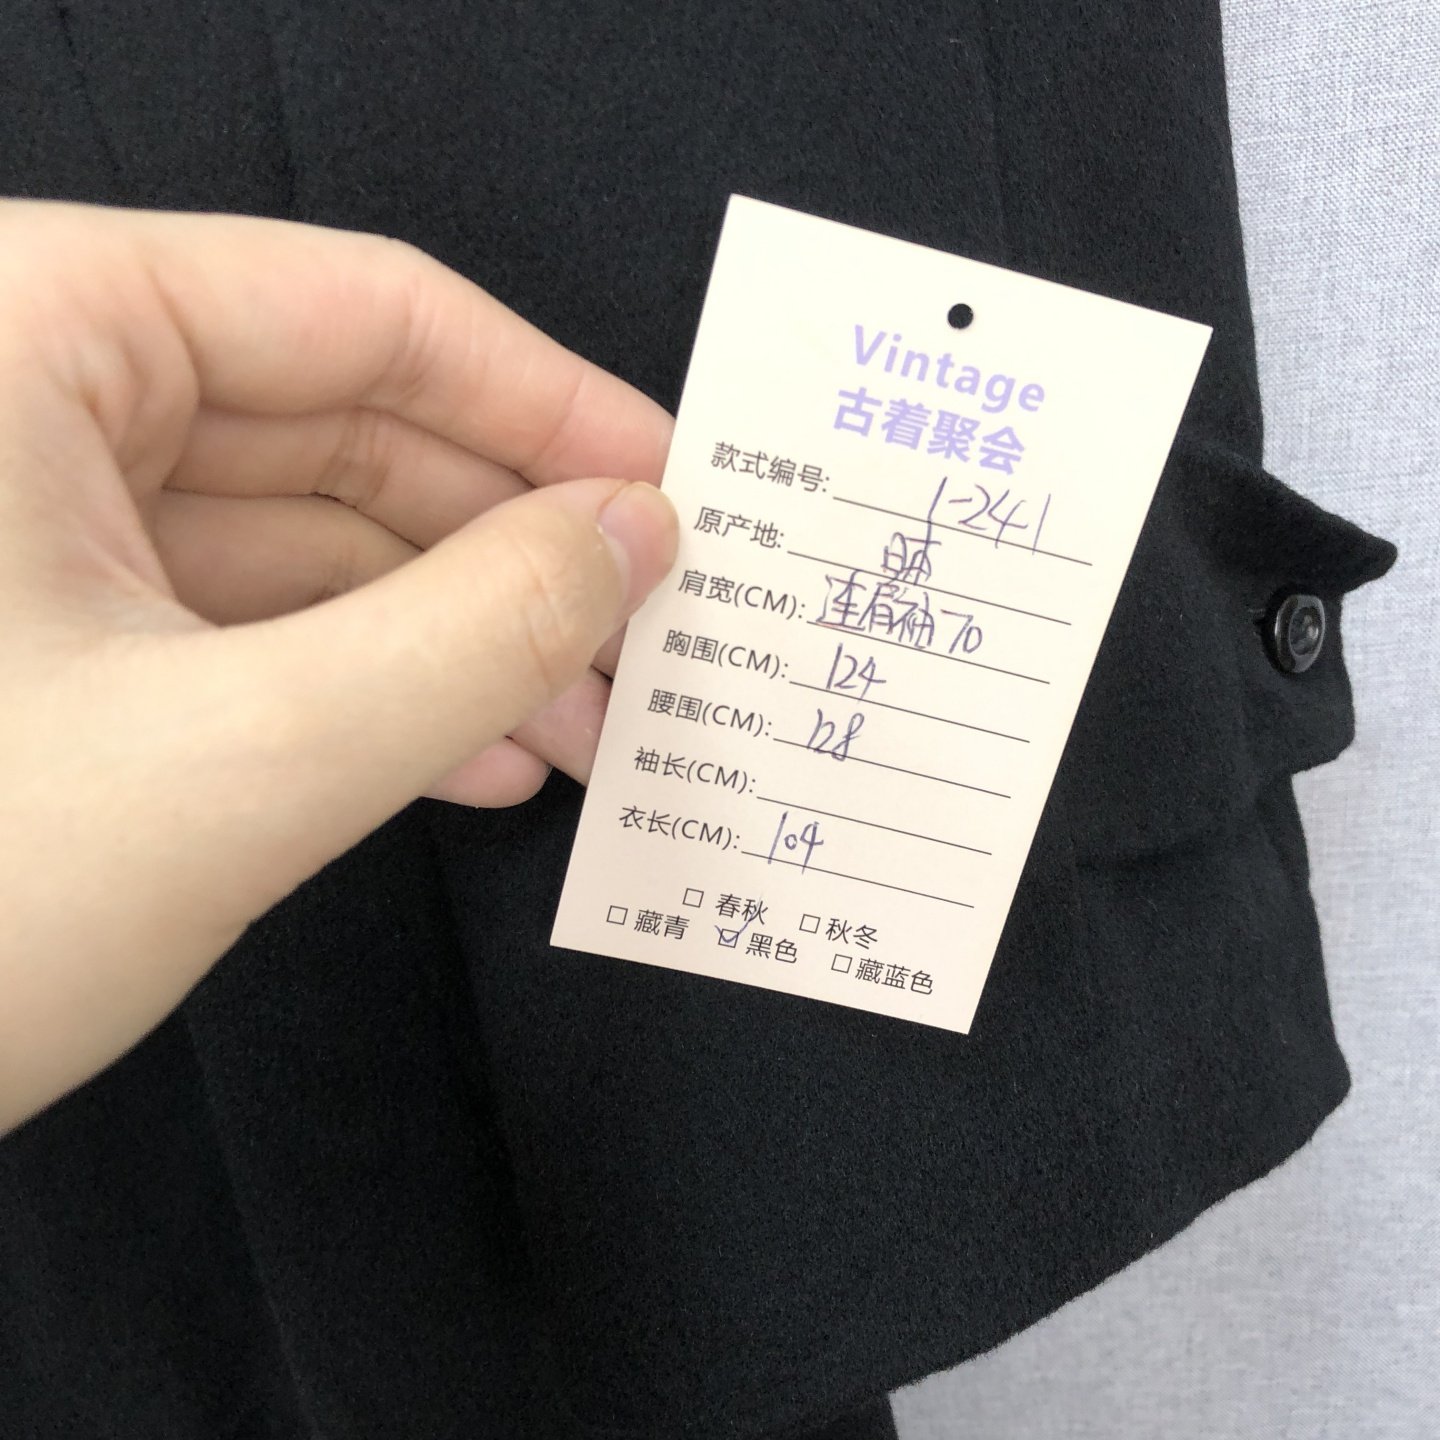 Vintage
古着聚会
款式编号: 1-241
原产地: 日本
肩宽(CM): 连肩袖 70
胸围(CM): 124
腰围(CM): 128
袖长(CM):
衣长(CM): 104
□ 春秋 □ 秋冬
□ 藏青 ☑ 黑色 □ 藏蓝色